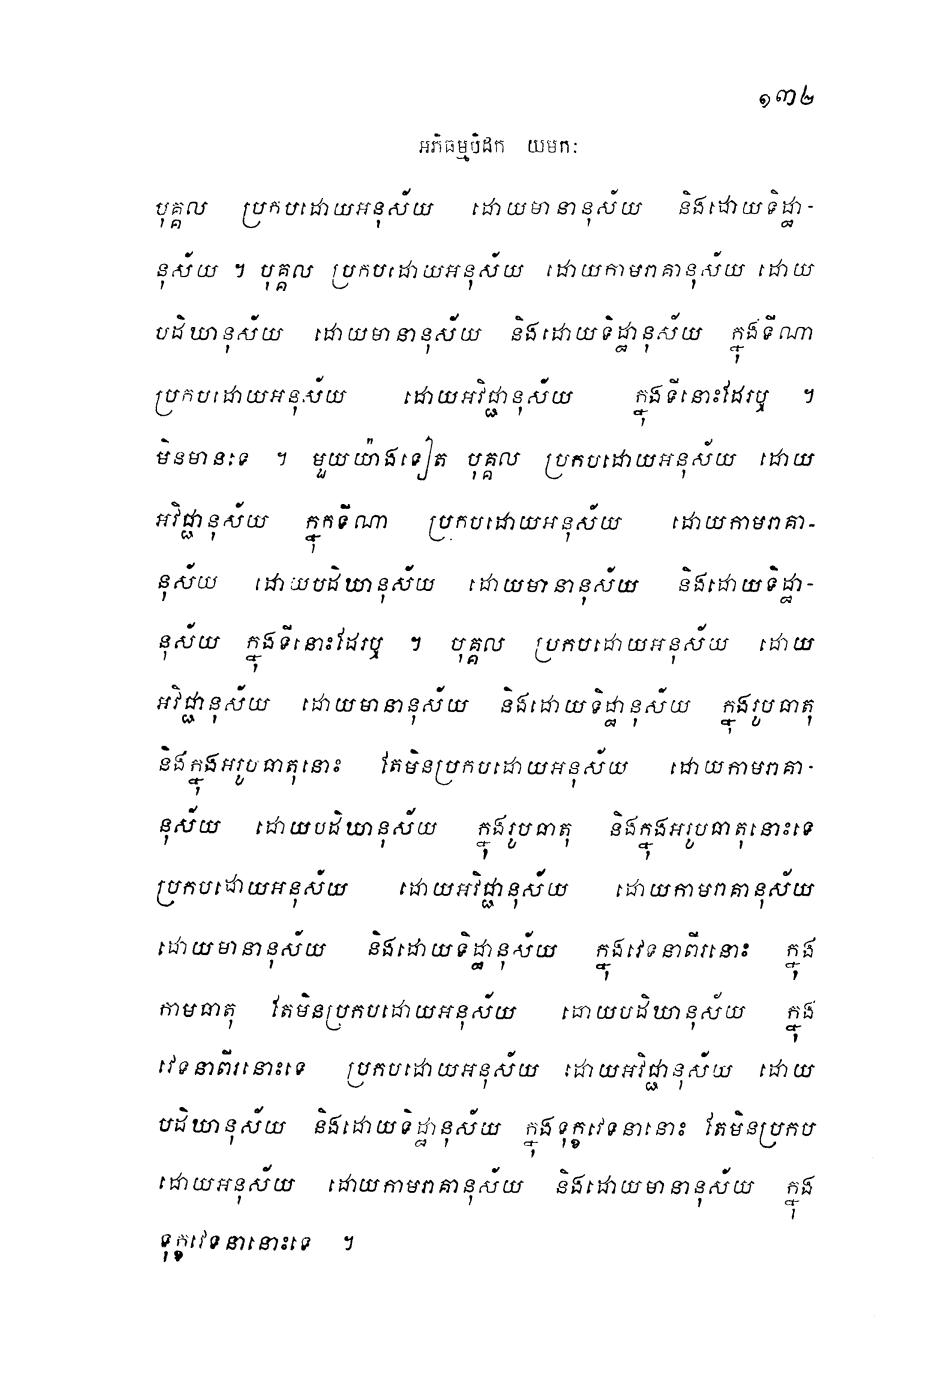 ១៣២
អភិធម្មបិដក យមកៈ
បុគ្គល ប្រកបដោយអនុស័យ ដោយមានានុស័យ និងដោយទិដ្ឋា-
នុស័យ ។ បុគ្គល ប្រកបដោយអនុស័យ ដោយកាមរាគានុស័យ ដោយ
បដិឃានុស័យ ដោយមានានុស័យ និងដោយទិដ្ឋានុស័យ ក្នុងទីណា
ប្រកបដោយអនុស័យ ដោយអវិជ្ជានុស័យ ក្នុងទីនោះដែរឬ ។
មិនមានទេ ។ មួយយ៉ាងទៀត បុគ្គល ប្រកបដោយអនុស័យ ដោយ
អវិជ្ជានុស័យ ក្នុកទីណា ប្រកបដោយអនុស័យ ដោយកាមរាគា-
នុស័យ ដោយបដិឃានុស័យ ដោយមានានុស័យ និងដោយទិដ្ឋា-
នុស័យ ក្នុងទីនោះដែរឬ ។ បុគ្គល ប្រកបដោយអនុស័យ ដោយ
អវិជ្ជានុស័យ ដោយមានានុស័យ និងដោយទិដ្ឋានុស័យ ក្នុងរូបធាតុ
និងក្នុងអរូបធាតុនោះ តែមិនប្រកបដោយអនុស័យ ដោយកាមរាគា-
នុស័យ ដោយបដិឃានុស័យ ក្នុងរូបធាតុ និងក្នុងអរូបធាតុនោះទេ
ប្រកបដោយអនុស័យ ដោយអវិជ្ជានុស័យ ដោយកាមរាគានុស័យ
ដោយមានានុស័យ និងដោយទិដ្ឋានុស័យ ក្នុងវេទនាពីរនោះ ក្នុង
កាមធាតុ តែមិនប្រកបដោយអនុស័យ ដោយបដិឃានុស័យ ក្នុង
វេទនាពីរនោះទេ ប្រកបដោយអនុស័យ ដោយអវិជ្ជានុស័យ ដោយ
បដិឃានុស័យ និងដោយទិដ្ឋានុស័យ ក្នុងទុក្ខវេទនានោះ តែមិនប្រកប
ដោយអនុស័យ ដោយកាមរាគានុស័យ និងដោយមានានុស័យ ក្នុង
ទុក្ខវេទនានោះទេ ។